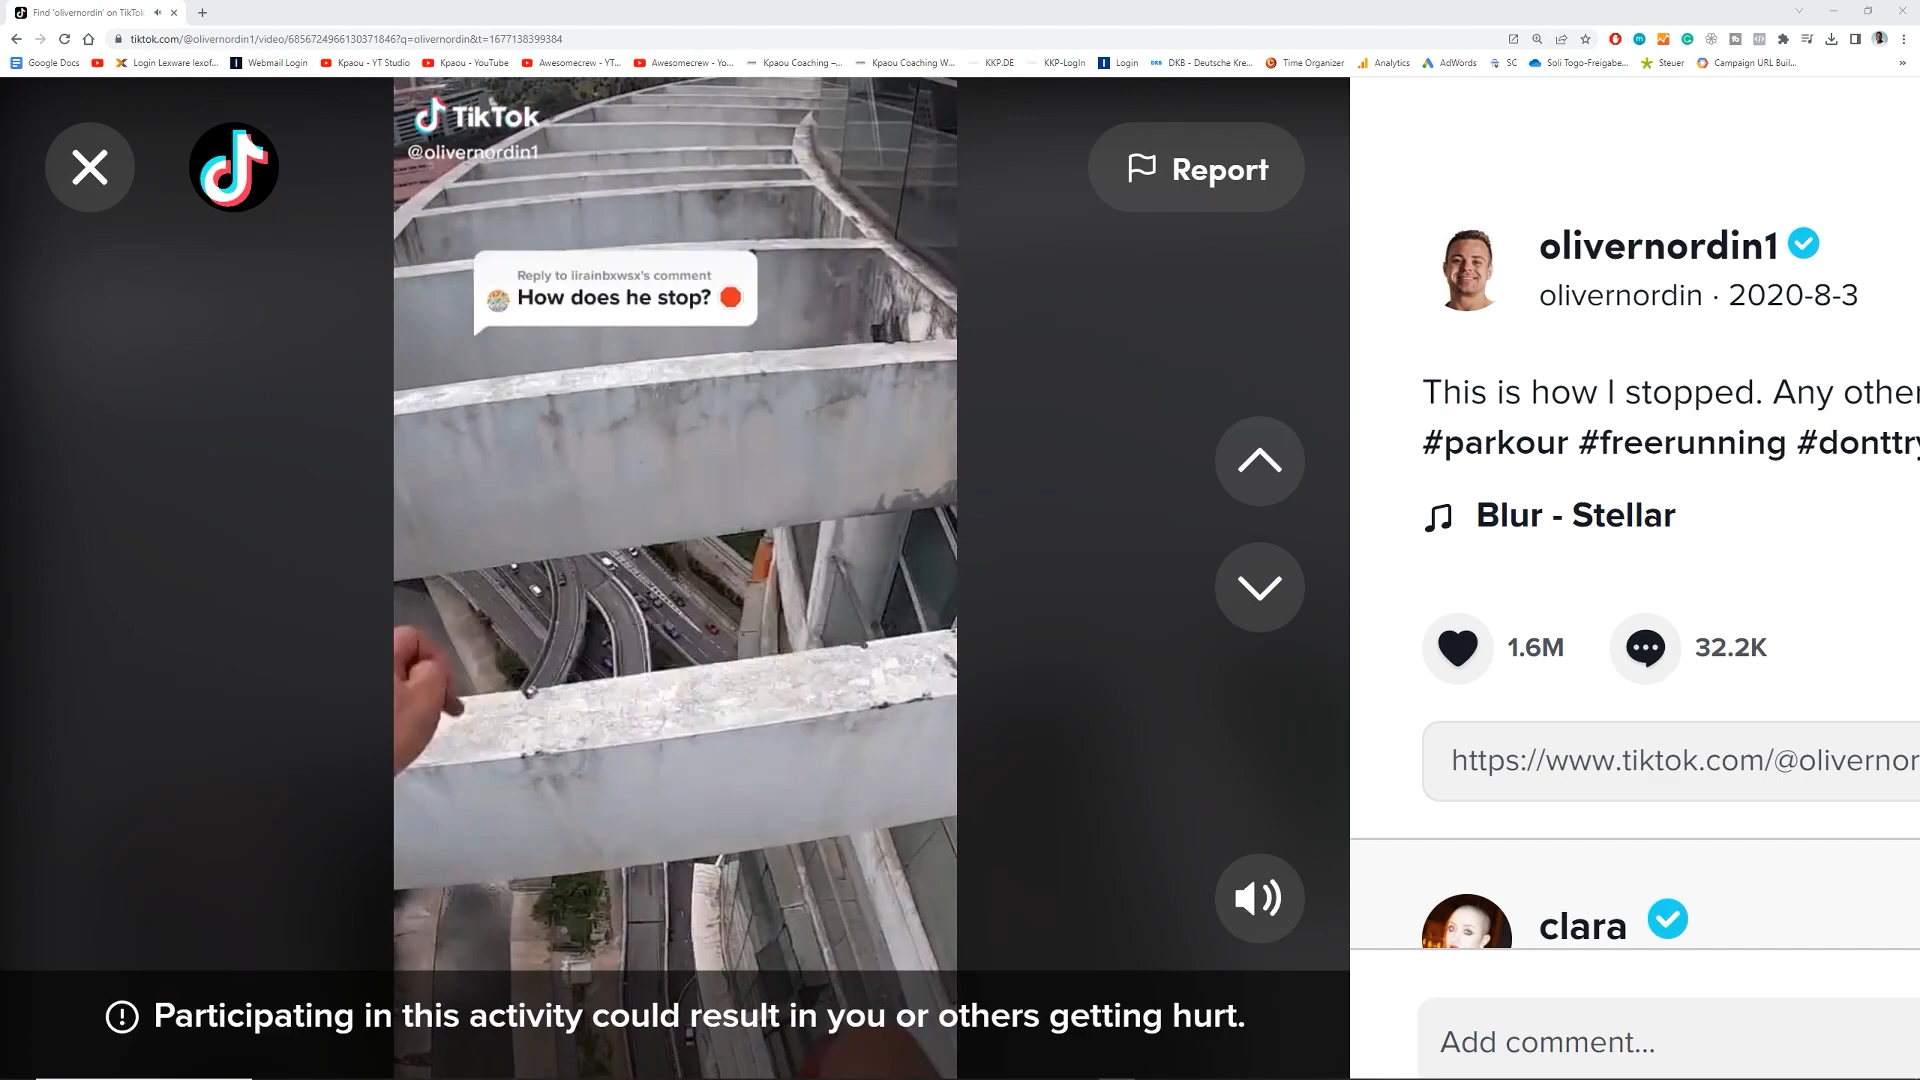 Find 'olivernordin' on TikTok
tiktok.com/@olivernordin1/video/6856724966130371846?q=olivernordin&t=1677138399384
Google Docs
Login Lexware lexof...
Webmail Login
Kpaou - YT Studio
Kpaou - YouTube
Awesomecrew - YT...
Awesomecrew - Yo...
Kpaou Coaching –...
Kpaou Coaching W...
KKP.DE
KKP-LogIn
Login
DKB - Deutsche Kre...
Time Organizer
Analytics
AdWords
SC
Soli Togo-Freigabe...
Steuer
Campaign URL Buil...
»
TikTok
@olivernordin1
Report
Reply to iirainbxwsx's comment
How does he stop?
Participating in this activity could result in you or others getting hurt.
olivernordin1
olivernordin · 2020-8-3
This is how I stopped. Any other
#parkour #freerunning #donttry
Blur - Stellar
1.6M
32.2K
https://www.tiktok.com/@olivernor
clara
Add comment...